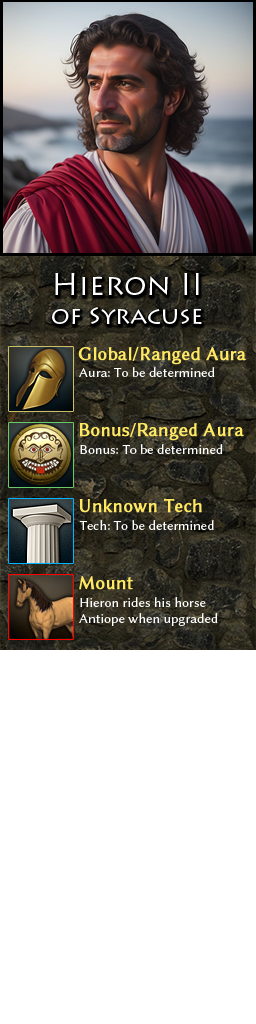 Hieron II
of Syracuse
Global/Ranged Aura
Aura: To be determined
Bonus/Ranged Aura
Bonus: To be determined
Unknown Tech
Tech: To be determined
Mount
Hieron rides his horse
Antiope when upgraded